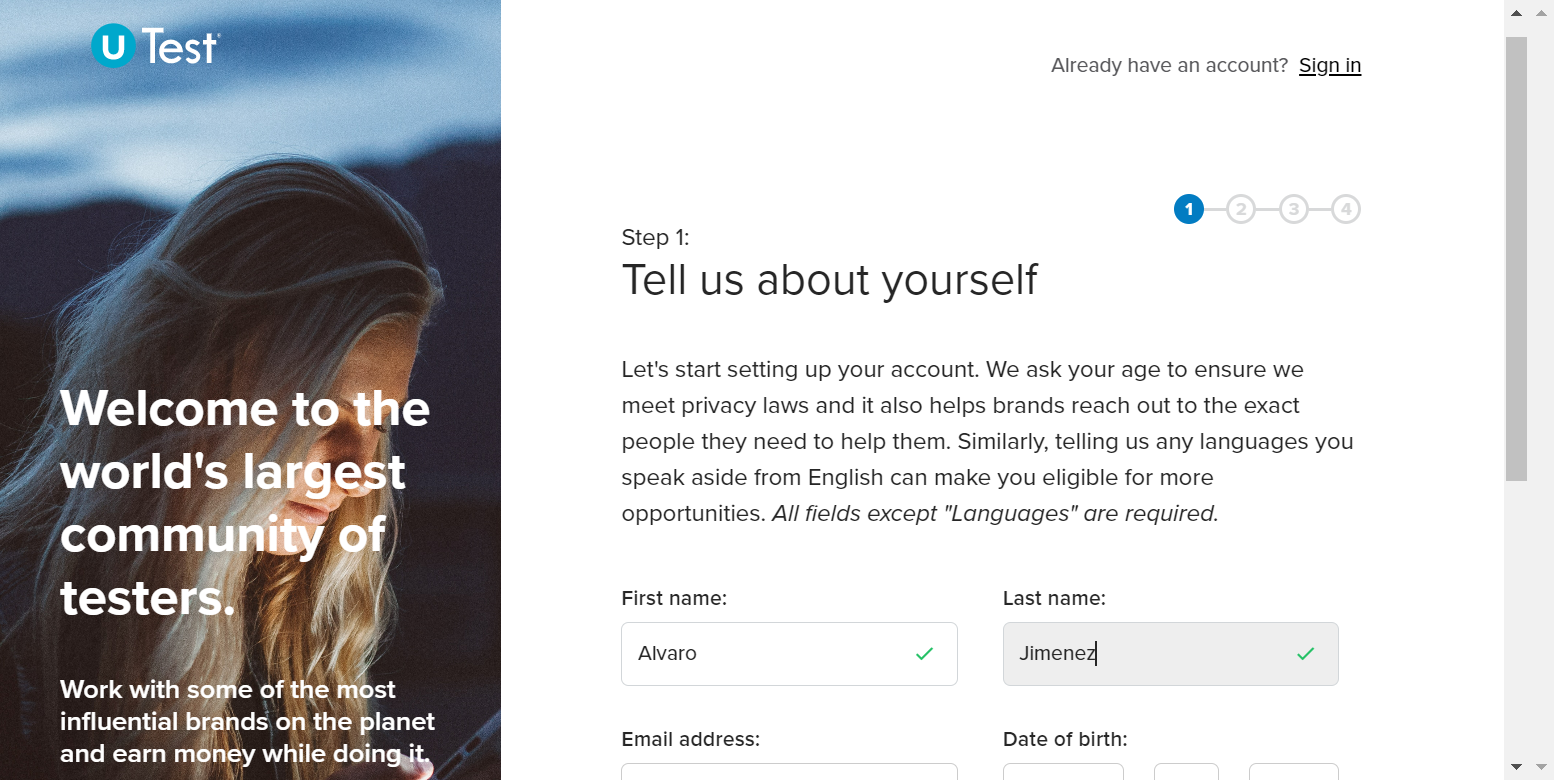 U Test®
Already have an account? Sign in
1 2 3 4
Step 1:
Tell us about yourself
Let's start setting up your account. We ask your age to ensure we
meet privacy laws and it also helps brands reach out to the exact
people they need to help them. Similarly, telling us any languages you
speak aside from English can make you eligible for more
opportunities. All fields except "Languages" are required.
Welcome to the
world's largest
community of
testers.
Work with some of the most
influential brands on the planet
and earn money while doing it.
First name: Last name:
Alvaro Jimenez
Email address: Date of birth: